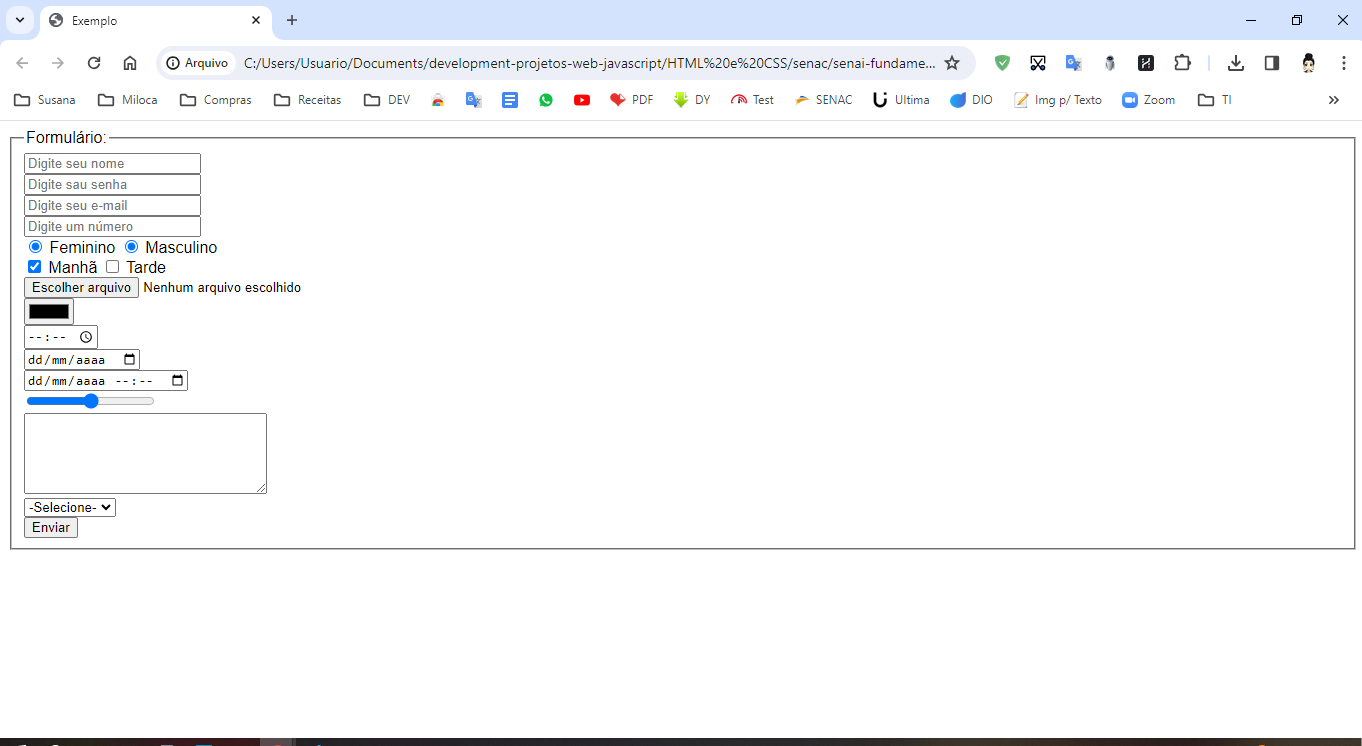 Exemplo
Arquivo C:/Users/Usuario/Documents/development-projetos-web-javascript/HTML%20e%20CSS/senac/senai-fundame...
Susana Miloca Compras Receitas DEV PDF DY Test SENAC Ultima DIO Img p/ Texto Zoom TI
Formulário:
Digite seu nome
Digite sau senha
Digite seu e-mail
Digite um número
Feminino Masculino
Manhã Tarde
Escolher arquivo Nenhum arquivo escolhido
--:--
dd/mm/aaaa
dd/mm/aaaa --:--
-Selecione-
Enviar